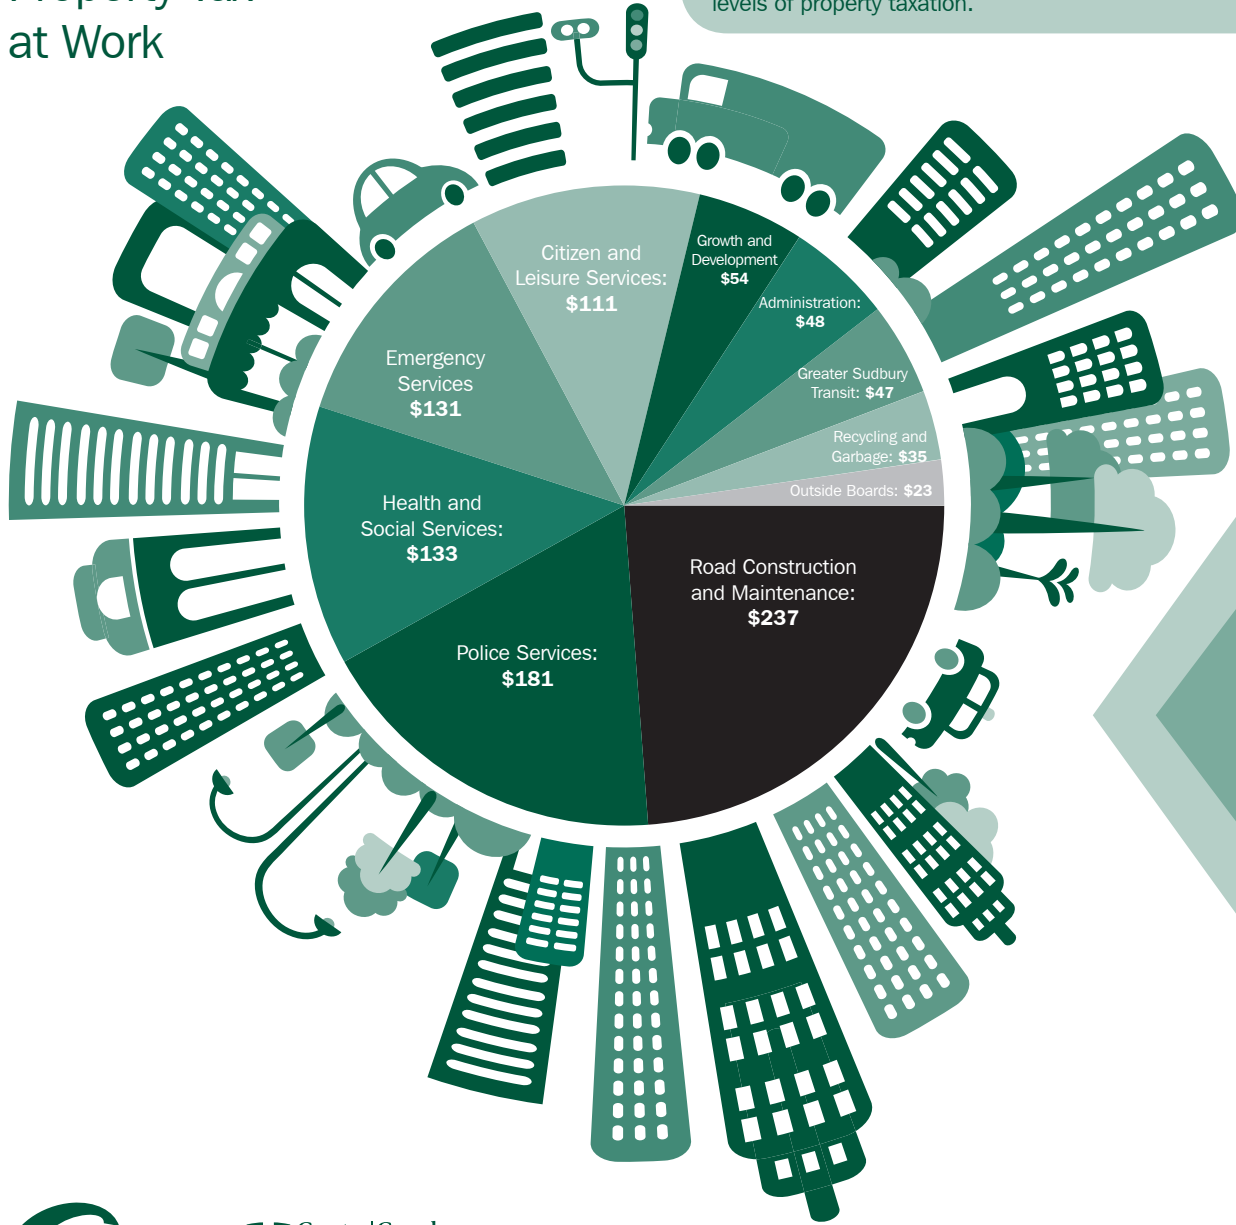 at Work
levels of property taxation.
Citizen and
Leisure Services:
$111
Growth and
Development
$54
Administration:
$48
Greater Sudbury
Transit: $47
Recycling and
Garbage: $35
Outside Boards: $23
Road Construction
and Maintenance:
$237
Police Services:
$181
Health and
Social Services:
$133
Emergency
Services
$131